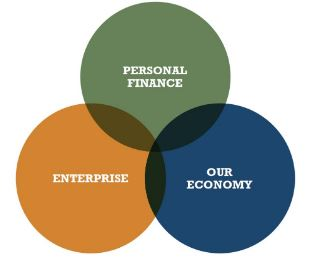 PERSONAL
FINANCE
ENTERPRISE
OUR
ECONOMY